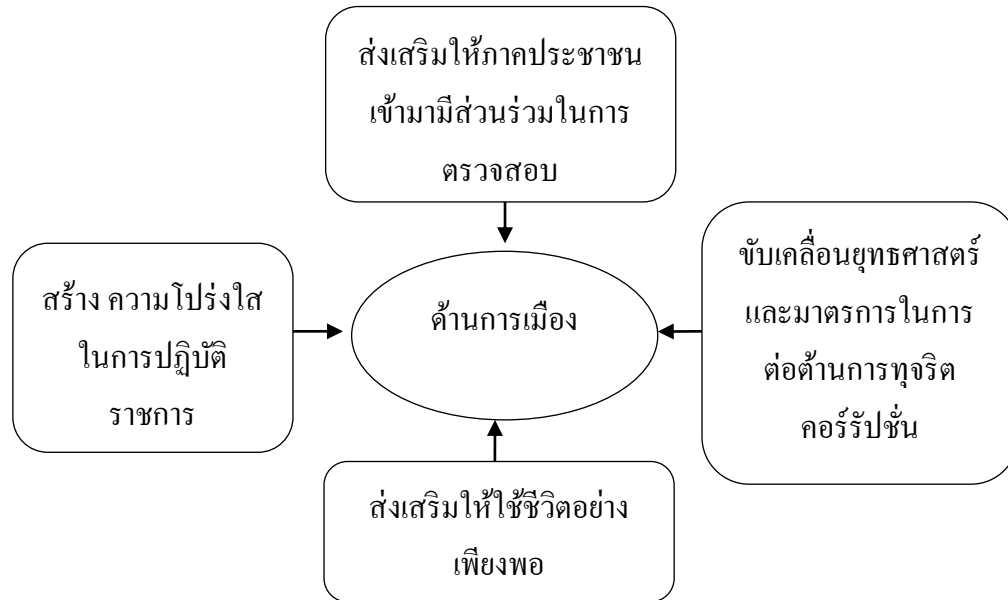 ส่งเสริมให้ภาคประชาชน
เข้ามามีส่วนร่วมในการ
ตรวจสอบ
สร้าง ความโปร่งใส
ในการปฏิบัติ
ราชการ
ด้านการเมือง
ขับเคลื่อนยุทธศาสตร์
และมาตรการในการ
ต่อต้านการทุจริต
คอร์รัปชั่น
ส่งเสริมให้ใช้ชีวิตอย่าง
เพียงพอ